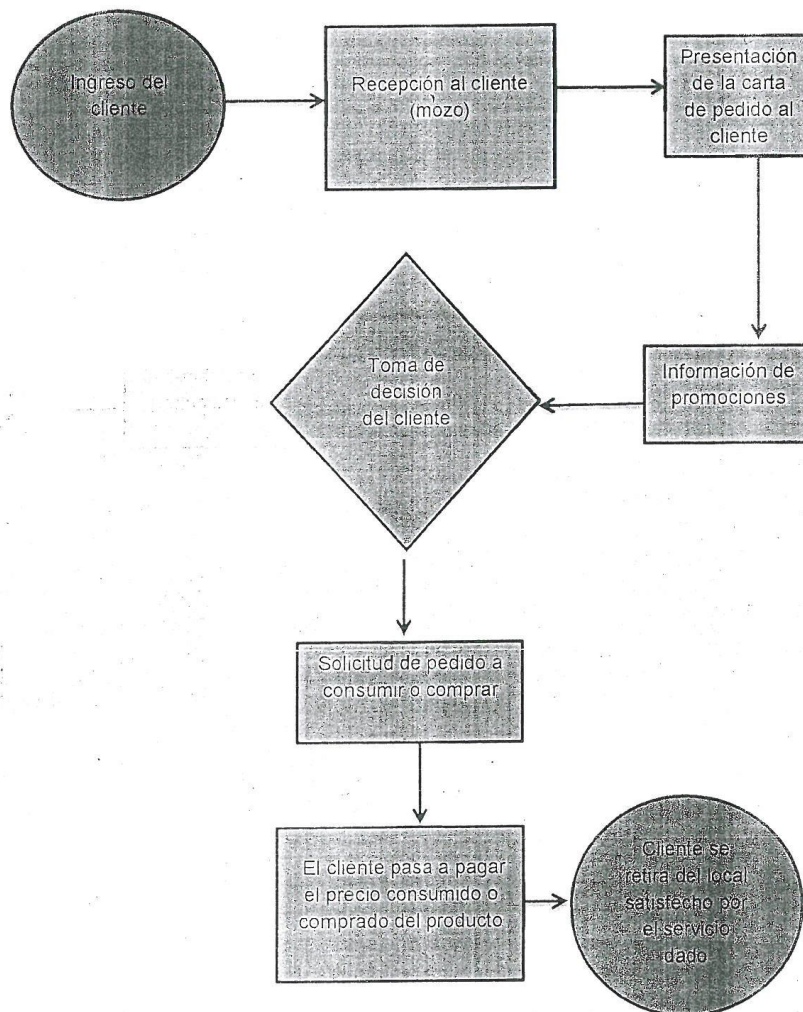 Ingreso del
cliente
Recepción al cliente
(mozo)
Presentación
de la carta
de pedido al
cliente
Información de
promociones
Toma de
decisión
del cliente
Solicitud de pedido a
consumir o comprar
El cliente pasa a pagar
el precio consumido o
comprado del producto
Cliente se
retira del local
satisfecho por
el servicio
dado